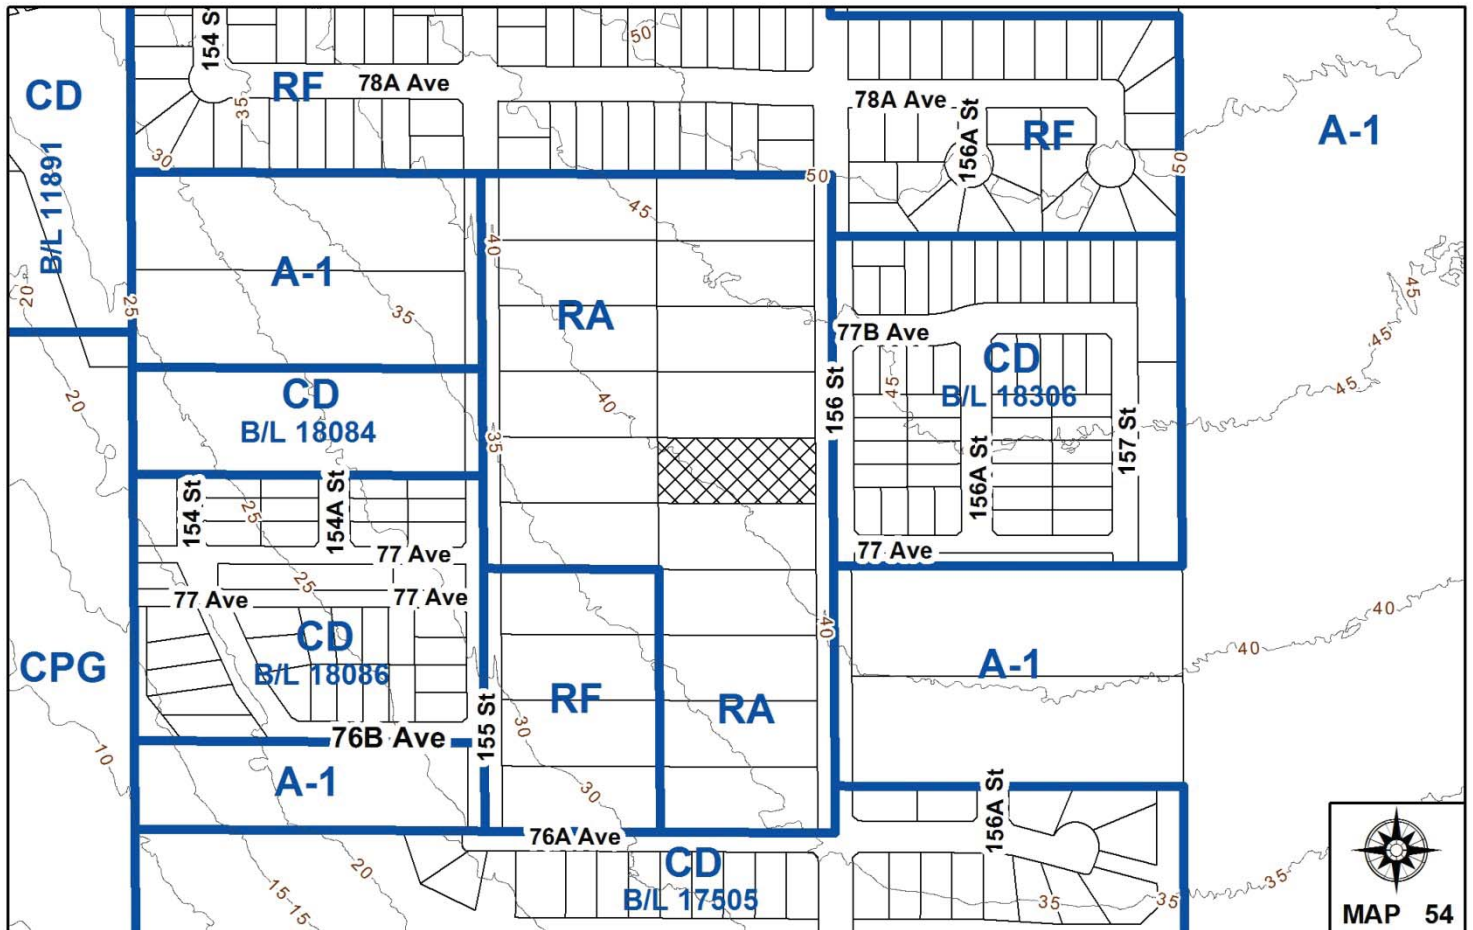 154 S
50
CD
RF
78A Ave
78A Ave
35
156A St
RF
A-1
B/L 11891
30
50
50
45
40
A-1
20
25
35
RA
45
77B Ave
45
CD
B/L 18306
45
45
CD
B/L 18084
20
40
156 St
35
157 St
156A St
154 St
154A St
25
77 Ave
77 Ave
25
77 Ave
77 Ave
40
40
CD
B/L 18086
40
CPG
A-1
RF
RA
155 St
30
76B Ave
10
A-1
30
156A St
76A Ave
20
CD
B/L 17505
15
15
35
35
35
MAP 54